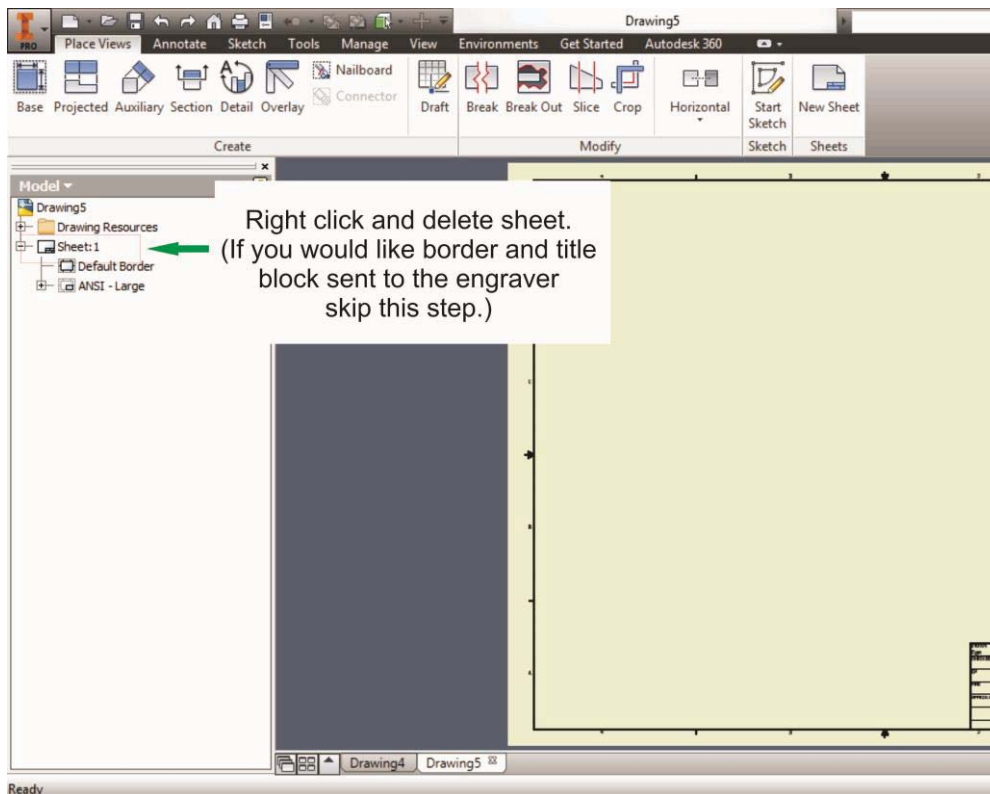 Drawing5
PRO
Place Views Annotate Sketch Tools Manage View Environments Get Started Autodesk 360
Base Projected Auxiliary Section Detail Overlay
Nailboard
Connector
Draft
Break Break Out Slice Crop
Horizontal
Start
Sketch
New Sheet
Create Modify Sketch Sheets
Model
Drawing5
Drawing Resources
Sheet:1
Default Border
ANSI - Large
Right click and delete sheet.
(If you would like border and title
block sent to the engraver
skip this step.)
Drawing4 Drawing5
Ready